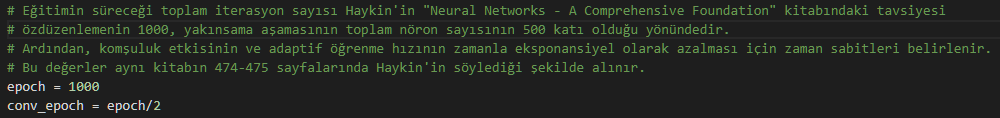 # Eğitimin süreceği toplam iterasyon sayısı Haykin'in "Neural Networks - A Comprehensive Foundation" kitabındaki tavsiyesi
# özdüzenlemenin 1000, yakınsama aşamasının toplam nöron sayısının 500 katı olduğu yönündedir.
# Ardından, komşuluk etkisinin ve adaptif öğrenme hızının zamanla eksponansiyel olarak azalması için zaman sabitleri belirlenir.
# Bu değerler aynı kitabın 474-475 sayfalarında Haykin'in söylediği şekilde alınır.
epoch = 1000
conv_epoch = epoch/2